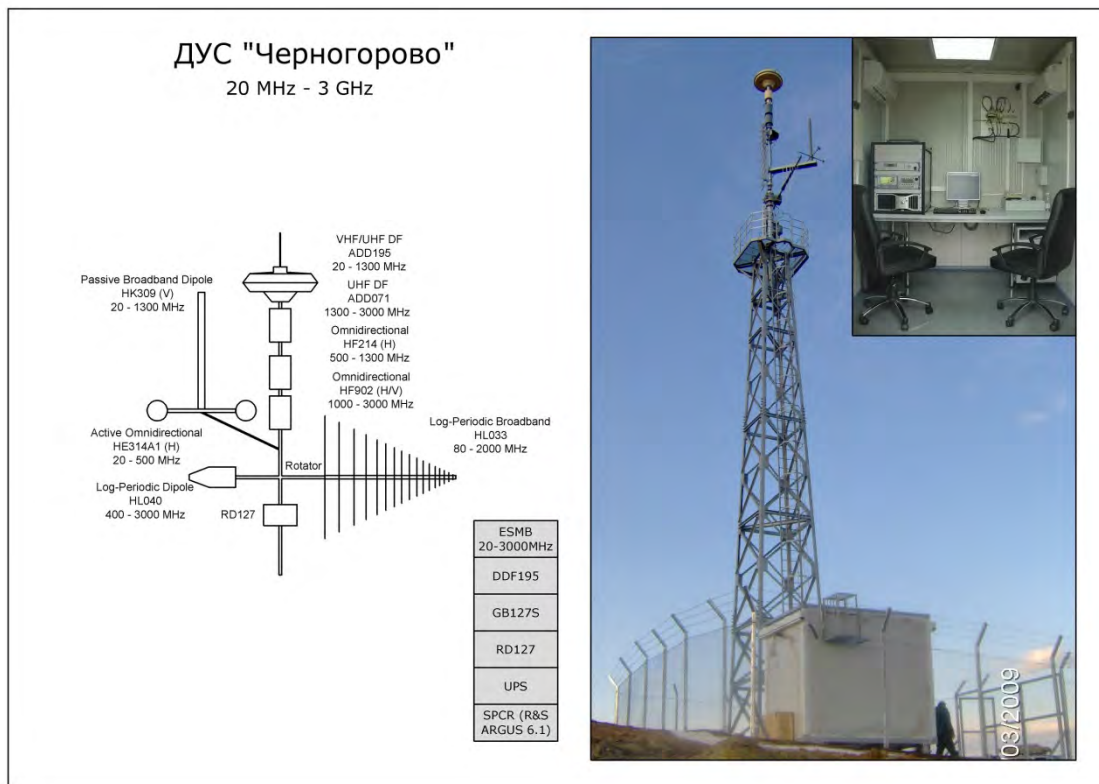 ДУС "Черногорово"
20 MHz - 3 GHz
VHF/UHF DF
ADD195
20 - 1300 MHz
Passive Broadband Dipole
HK309 (V)
20 - 1300 MHz
UHF DF
ADD071
1300 - 3000 MHz
Omnidirectional
HF214 (H)
500 - 1300 MHz
Omnidirectional
HF902 (H/V)
1000 - 3000 MHz
Log-Periodic Broadband
HL033
80 - 2000 MHz
Active Omnidirectional
HE314A1 (H)
20 - 500 MHz
Rotator
Log-Periodic Dipole
HL040
400 - 3000 MHz
RD127
ESMB
20-3000MHz
DDF195
GB127S
RD127
UPS
SPCR (R&S
ARGUS 6.1)
03/2009